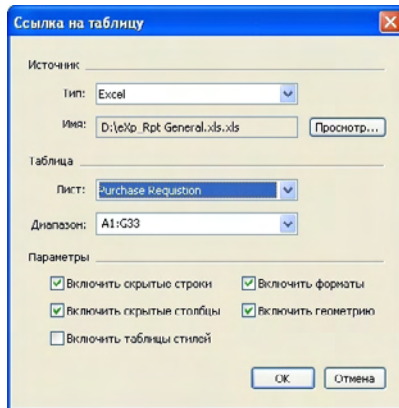 Ссылка на таблицу
Источник
Тип: Excel
Имя: D:\eXp_Rpt General.xls.xls Просмотр...
Таблица
Лист: Purchase Requistion
Диапазон: A1:G33
Параметры
Включить скрытые строки Включить форматы
Включить скрытые столбцы Включить геометрию
Включить таблицы стилей
OK Отмена